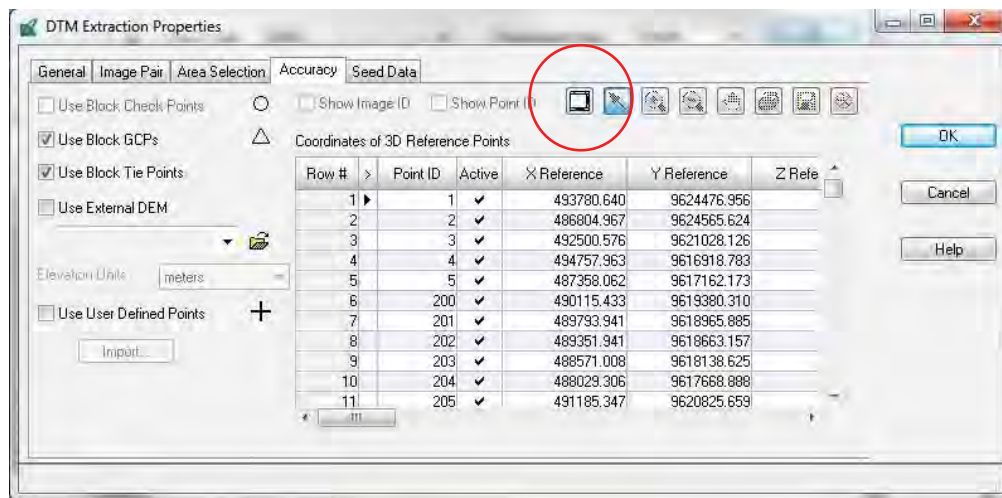 DTM Extraction Properties
General Image Pair Area Selection Accuracy Seed Data
Use Block Check Points
Show Image ID Show Point ID
Use Block GCPs
Coordinates of 3D Reference Points
OK
Use Block Tie Points
Row # > Point ID Active X Reference Y Reference Z Refe
1 1 493780.640 9624476.956
Cancel
Use External DEM
2 2 486804.967 9624565.624
3 3 492500.576 9621028.126
4 4 494757.963 9616918.783
Help
Elevation Units meters
5 5 487358.062 9617162.173
6 200 490115.433 9619380.310
Use User Defined Points
7 201 489793.941 9618965.885
8 202 489351.941 9618663.157
Import...
9 203 488571.008 9618138.625
10 204 488029.306 9617668.888
11 205 491185.347 9620825.659